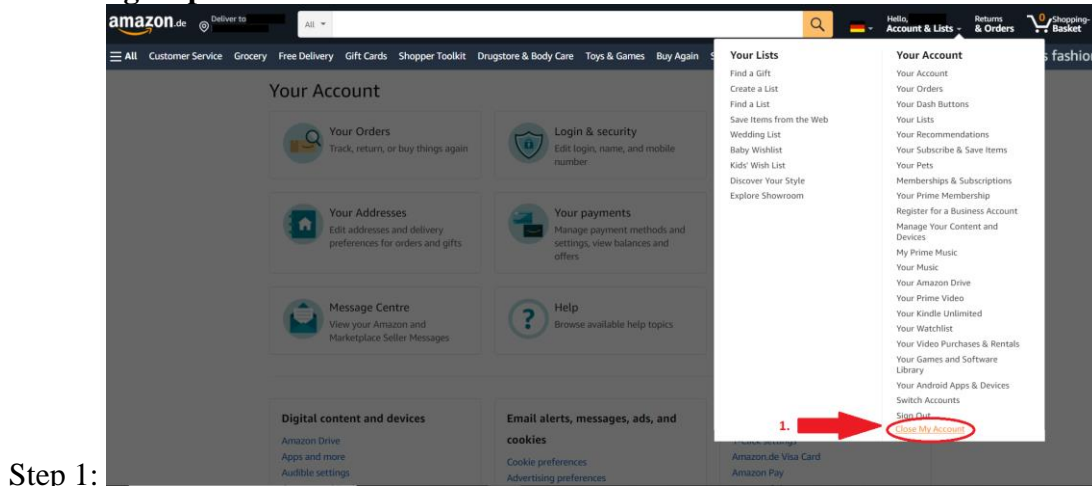 amazon.de
Deliver to
All
Hello,
Account & Lists
Returns
& Orders
0
Shopping-
Basket
All Customer Service Grocery Free Delivery Gift Cards Shopper Toolkit Drugstore & Body Care Toys & Games Buy Again
s fashion
Your Account
Your Orders
Track, return, or buy things again
Login & security
Edit login, name, and mobile
number
Your Addresses
Edit addresses and delivery
preferences for orders and gifts
Your payments
Manage payment methods and
settings, view balances and
offers
Message Centre
View your Amazon and
Marketplace Seller Messages
Help
Browse available help topics
Digital content and devices
Amazon Drive
Apps and more
Audible settings
Email alerts, messages, ads, and
cookies
Cookie preferences
Advertising preferences
Amazon.de Visa Card
Amazon Pay
Your Lists
Find a Gift
Create a List
Find a List
Save Items from the Web
Wedding List
Baby Wishlist
Kids' Wish List
Discover Your Style
Explore Showroom
Your Account
Your Account
Your Orders
Your Dash Buttons
Your Lists
Your Recommendations
Your Subscribe & Save Items
Your Pets
Memberships & Subscriptions
Your Prime Membership
Register for a Business Account
Manage Your Content and
Devices
My Prime Music
Your Music
Your Amazon Drive
Your Prime Video
Your Kindle Unlimited
Your Watchlist
Your Video Purchases & Rentals
Your Games and Software
Library
Your Android Apps & Devices
Switch Accounts
Sign Out
1.
Close My Account
Step 1: